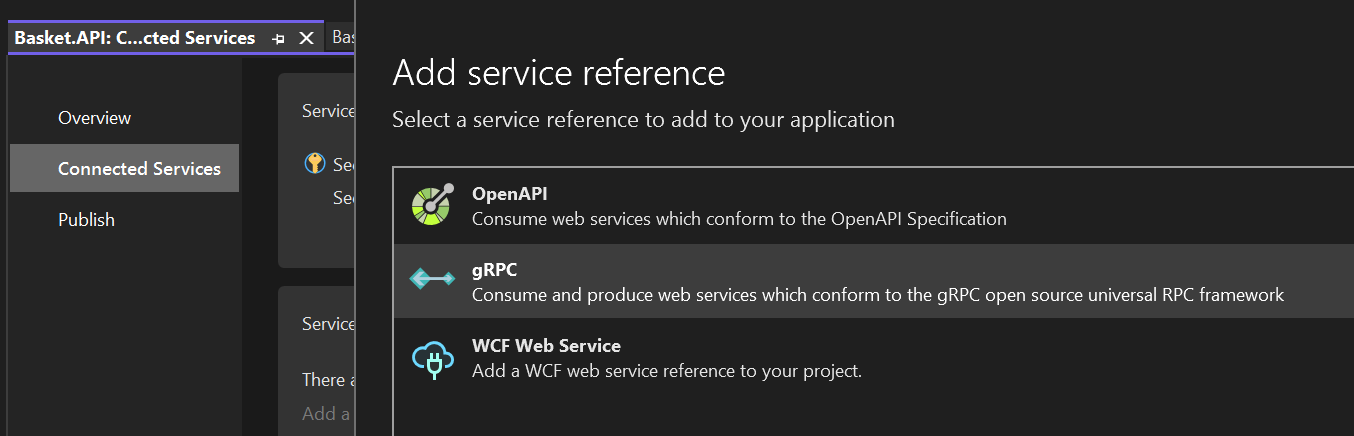 Basket.API: C...cted Services
Overview
Connected Services
Publish
Add service reference
Select a service reference to add to your application
OpenAPI
Consume web services which conform to the OpenAPI Specification
gRPC
Consume and produce web services which conform to the gRPC open source universal RPC framework
WCF Web Service
Add a WCF web service reference to your project.
Service
Service
There
Add a